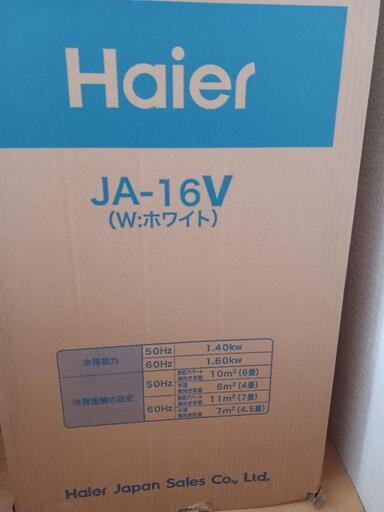 Haier
JA-16V
(W:ホワイト)
冷房能力
50Hz
1.40kw
60Hz
1.60kw
冷房面積の目安
50Hz
鉄筋アパート南向き洋室
10m²(6畳)
木造南向き和室
6m²(4畳)
60Hz
鉄筋アパート南向き洋室
11m²(7畳)
木造南向き和室
7m²(4.5畳)
Haier Japan Sales Co., Ltd.